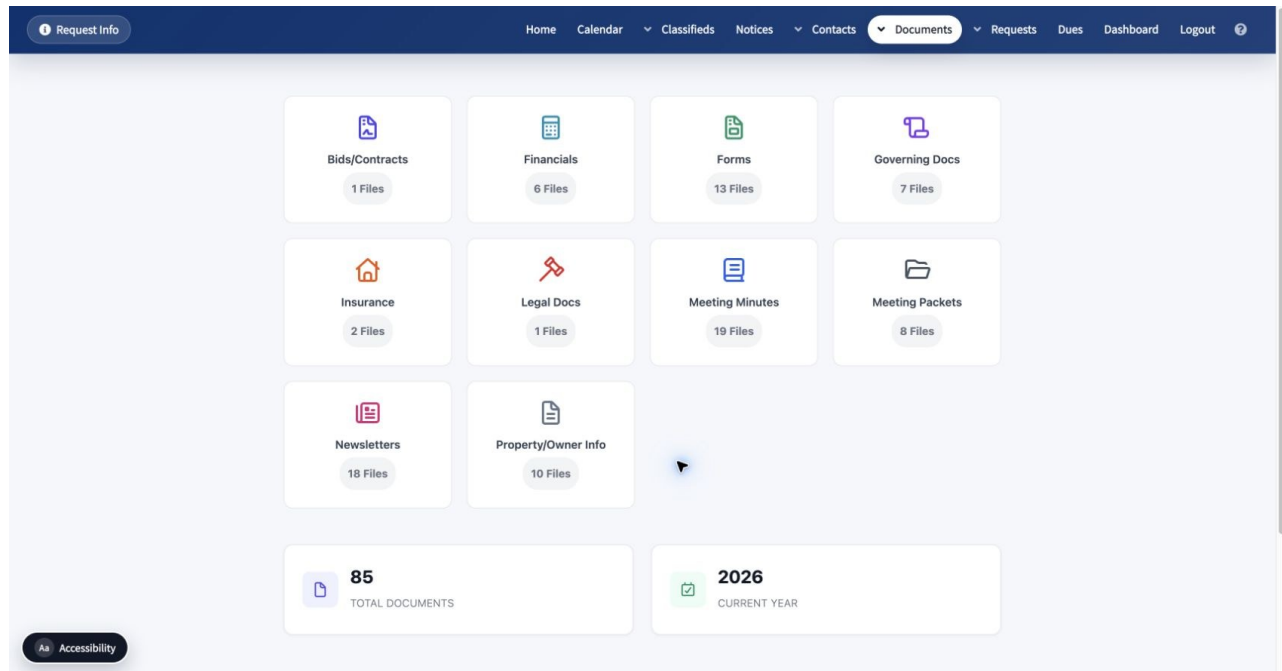 Request Info
Home Calendar Classifieds Notices Contacts Documents Requests Dues Dashboard Logout ?
Bids/Contracts
1 Files
Financials
6 Files
Forms
13 Files
Governing Docs
7 Files
Insurance
2 Files
Legal Docs
1 Files
Meeting Minutes
19 Files
Meeting Packets
8 Files
Newsletters
18 Files
Property/Owner Info
10 Files
85
TOTAL DOCUMENTS
2026
CURRENT YEAR
Aa Accessibility